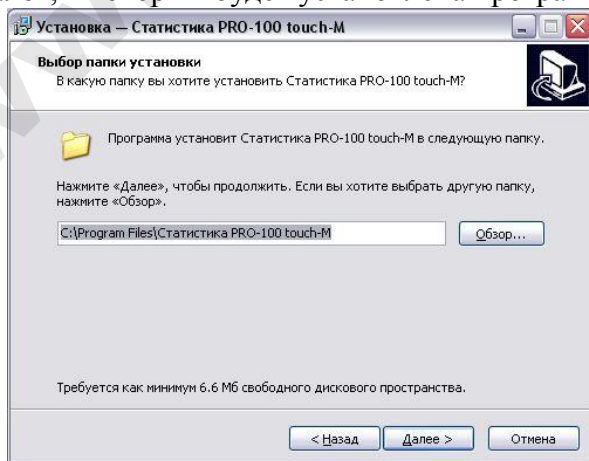 будет установлена
Установка — Статистика PRO-100 touch-M
Выбор папки установки
В какую папку вы хотите установить Статистика PRO-100 touch-M?
Программа установит Статистика PRO-100 touch-M в следующую папку.
Нажмите «Далее», чтобы продолжить. Если вы хотите выбрать другую папку,
нажмите «Обзор».
C:\Program Files\Статистика PRO-100 touch-M
Обзор...
Требуется как минимум 6.6 Мб свободного дискового пространства.
< Назад
Далее >
Отмена